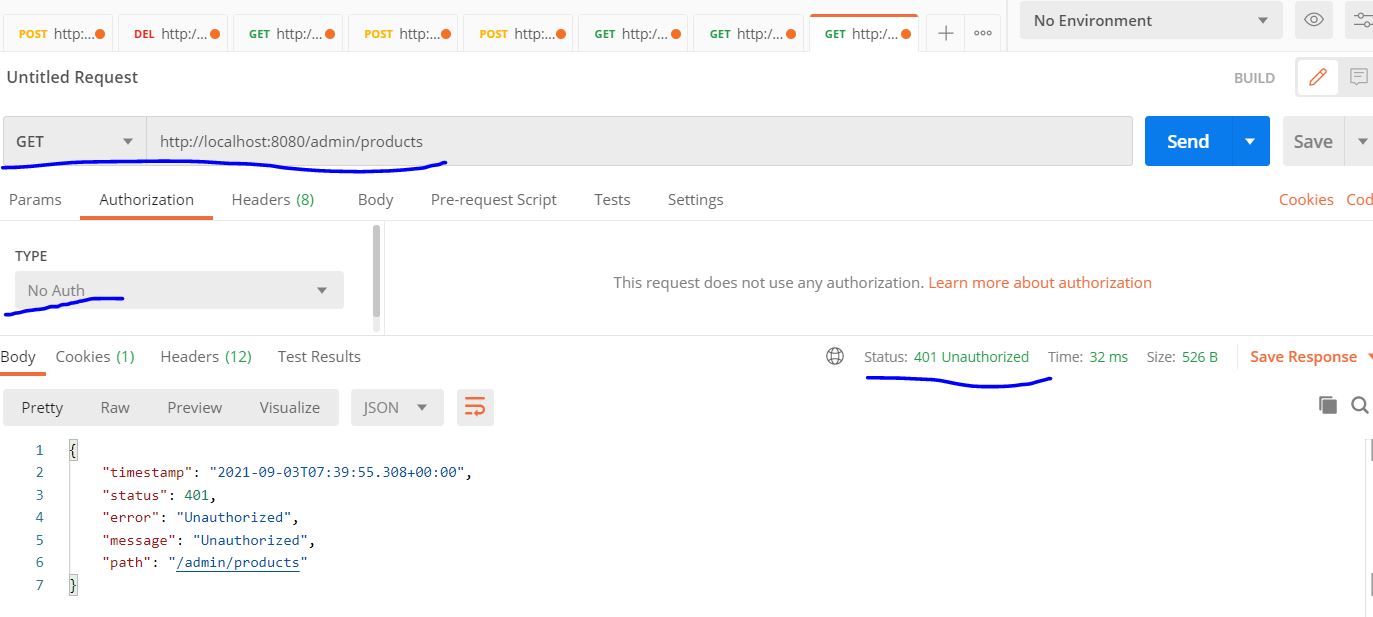 POST http:... DEL http:/... GET http:/... POST http:... POST http:... GET http:/... GET http:/... GET http:/... No Environment
Untitled Request BUILD
GET http://localhost:8080/admin/products Send Save
Params Authorization Headers (8) Body Pre-request Script Tests Settings Cookies Cod
TYPE
No Auth
This request does not use any authorization. Learn more about authorization
Body Cookies (1) Headers (12) Test Results Status: 401 Unauthorized Time: 32 ms Size: 526 B Save Response
Pretty Raw Preview Visualize JSON
1 {
2 "timestamp": "2021-09-03T07:39:55.308+00:00",
3 "status": 401,
4 "error": "Unauthorized",
5 "message": "Unauthorized",
6 "path": "/admin/products"
7 }